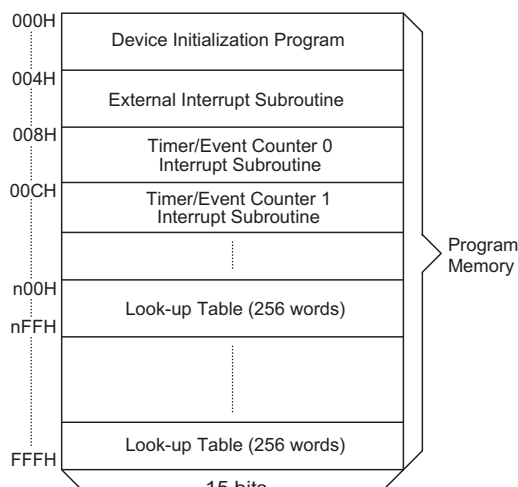 000H
Device Initialization Program
004H
External Interrupt Subroutine
008H
Timer/Event Counter 0
Interrupt Subroutine
00CH
Timer/Event Counter 1
Interrupt Subroutine
Program
Memory
n00H
Look-up Table (256 words)
nFFH
Look-up Table (256 words)
FFFH
15 bits